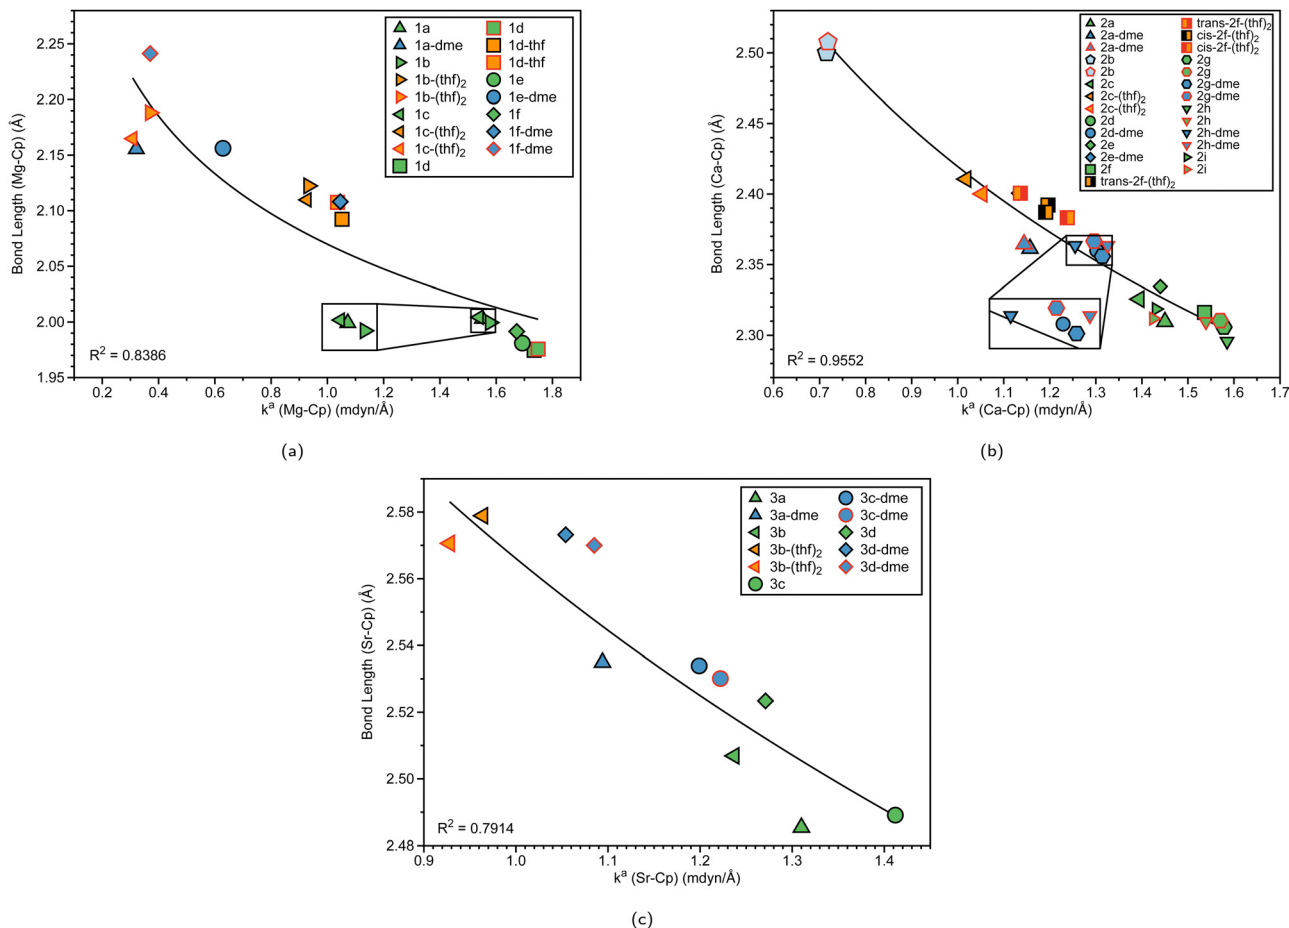 Bond Length (Mg-Cp) (Å)
2.25
2.20
2.15
2.10
2.05
2.00
1.95
0.2 0.4 0.6 0.8 1.0 1.2 1.4 1.6 1.8
kᵃ (Mg-Cp) (mdyn/Å)
R² = 0.8386
1a
1a-dme
1b
1b-(thf)₂
1b-(thf)₂
1c
1c-(thf)₂
1c-(thf)₂
1d
1d
1d-thf
1d-thf
1e
1e-dme
1f
1f-dme
1f-dme
(a)
Bond Length (Ca-Cp) (Å)
2.50
2.45
2.40
2.35
2.30
0.6 0.7 0.8 0.9 1.0 1.1 1.2 1.3 1.4 1.5 1.6 1.7
kᵃ (Ca-Cp) (mdyn/Å)
R² = 0.9552
2a
2a-dme
2a-dme
2b
2b
2c
2c-(thf)₂
2c-(thf)₂
2d
2d-dme
2e
2e-dme
2f
trans-2f-(thf)₂
trans-2f-(thf)₂
cis-2f-(thf)₂
cis-2f-(thf)₂
2g
2g
2g-dme
2g-dme
2h
2h
2h-dme
2h-dme
2i
2i
(b)
Bond Length (Sr-Cp) (Å)
2.58
2.56
2.54
2.52
2.50
2.48
0.9 1.0 1.1 1.2 1.3 1.4
kᵃ (Sr-Cp) (mdyn/Å)
R² = 0.7914
3a
3a-dme
3b
3b-(thf)₂
3b-(thf)₂
3c
3c-dme
3c-dme
3d
3d-dme
3d-dme
(c)